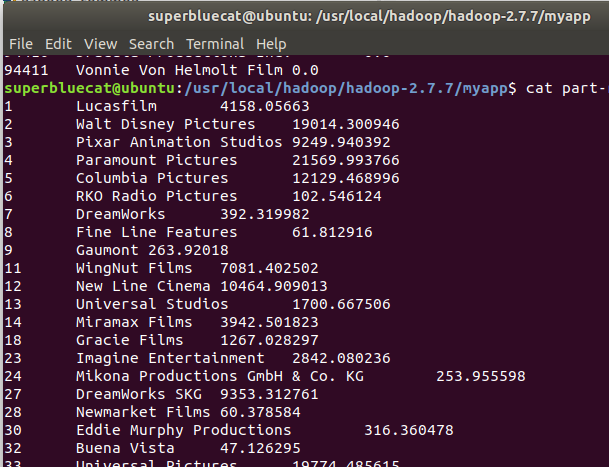 superbluecat@ubuntu: /usr/local/hadoop/hadoop-2.7.7/myapp
File Edit View Search Terminal Help
94411 Vonnie Von Helmolt Film 0.0
superbluecat@ubuntu:/usr/local/hadoop/hadoop-2.7.7/myapp$ cat part-
1 Lucasfilm 4158.05663
2 Walt Disney Pictures 19014.300946
3 Pixar Animation Studios 9249.940392
4 Paramount Pictures 21569.993766
5 Columbia Pictures 12129.468996
6 RKO Radio Pictures 102.546124
7 DreamWorks 392.319982
8 Fine Line Features 61.812916
9 Gaumont 263.92018
11 WingNut Films 7081.402502
12 New Line Cinema 10464.909013
13 Universal Studios 1700.667506
14 Miramax Films 3942.501823
18 Gracie Films 1267.028297
23 Imagine Entertainment 2842.080236
24 Mikona Productions GmbH & Co. KG 253.955598
27 DreamWorks SKG 9353.312761
28 Newmarket Films 60.378584
30 Eddie Murphy Productions 316.360478
32 Buena Vista 47.126295
33 Universal Pictures 19774.485615